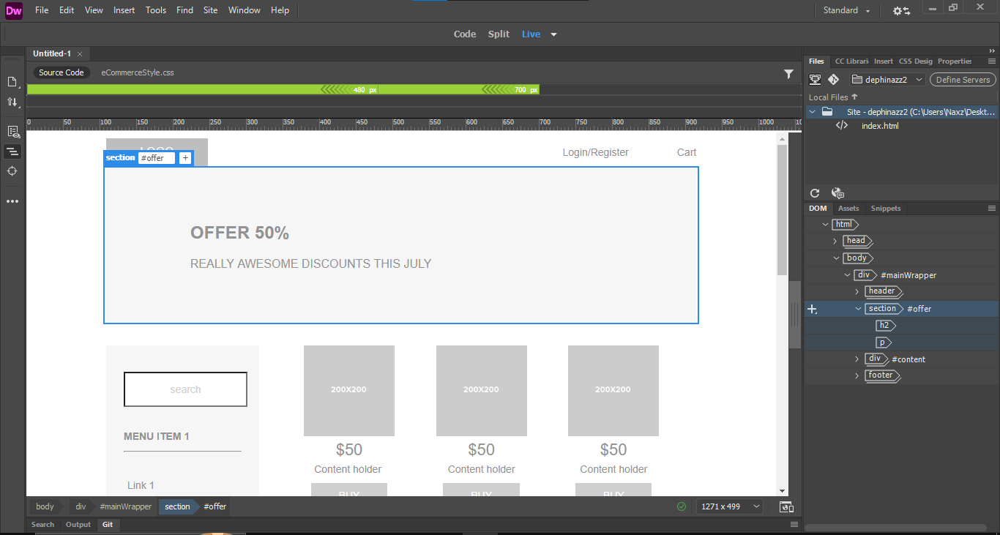 Dw File Edit View Insert Tools Find Site Window Help Standard
Code Split Live
Untitled-1
Source Code eCommerceStyle.css
480 px 700 px
0 50 100 150 200 250 300 350 400 450 500 550 600 650 700 750 800 850 900 950 1000
section #offer +
Login/Register Cart
OFFER 50%
REALLY AWESOME DISCOUNTS THIS JULY
search
MENU ITEM 1
Link 1
200X200 200X200 200X200
$50 $50 $50
Content holder Content holder Content holder
BUY BUY BUY
body div #mainWrapper section #offer 1271 x 499
Search Output Git
Files CC Librari Insert CSS Desig Properties
dephinazz2 Define Servers
Local Files
Site - dephinazz2 (C:\Users\Naxz\Deskt...
index.html
DOM Assets Snippets
html
head
body
div #mainWrapper
header
section #offer
h2
p
div #content
footer